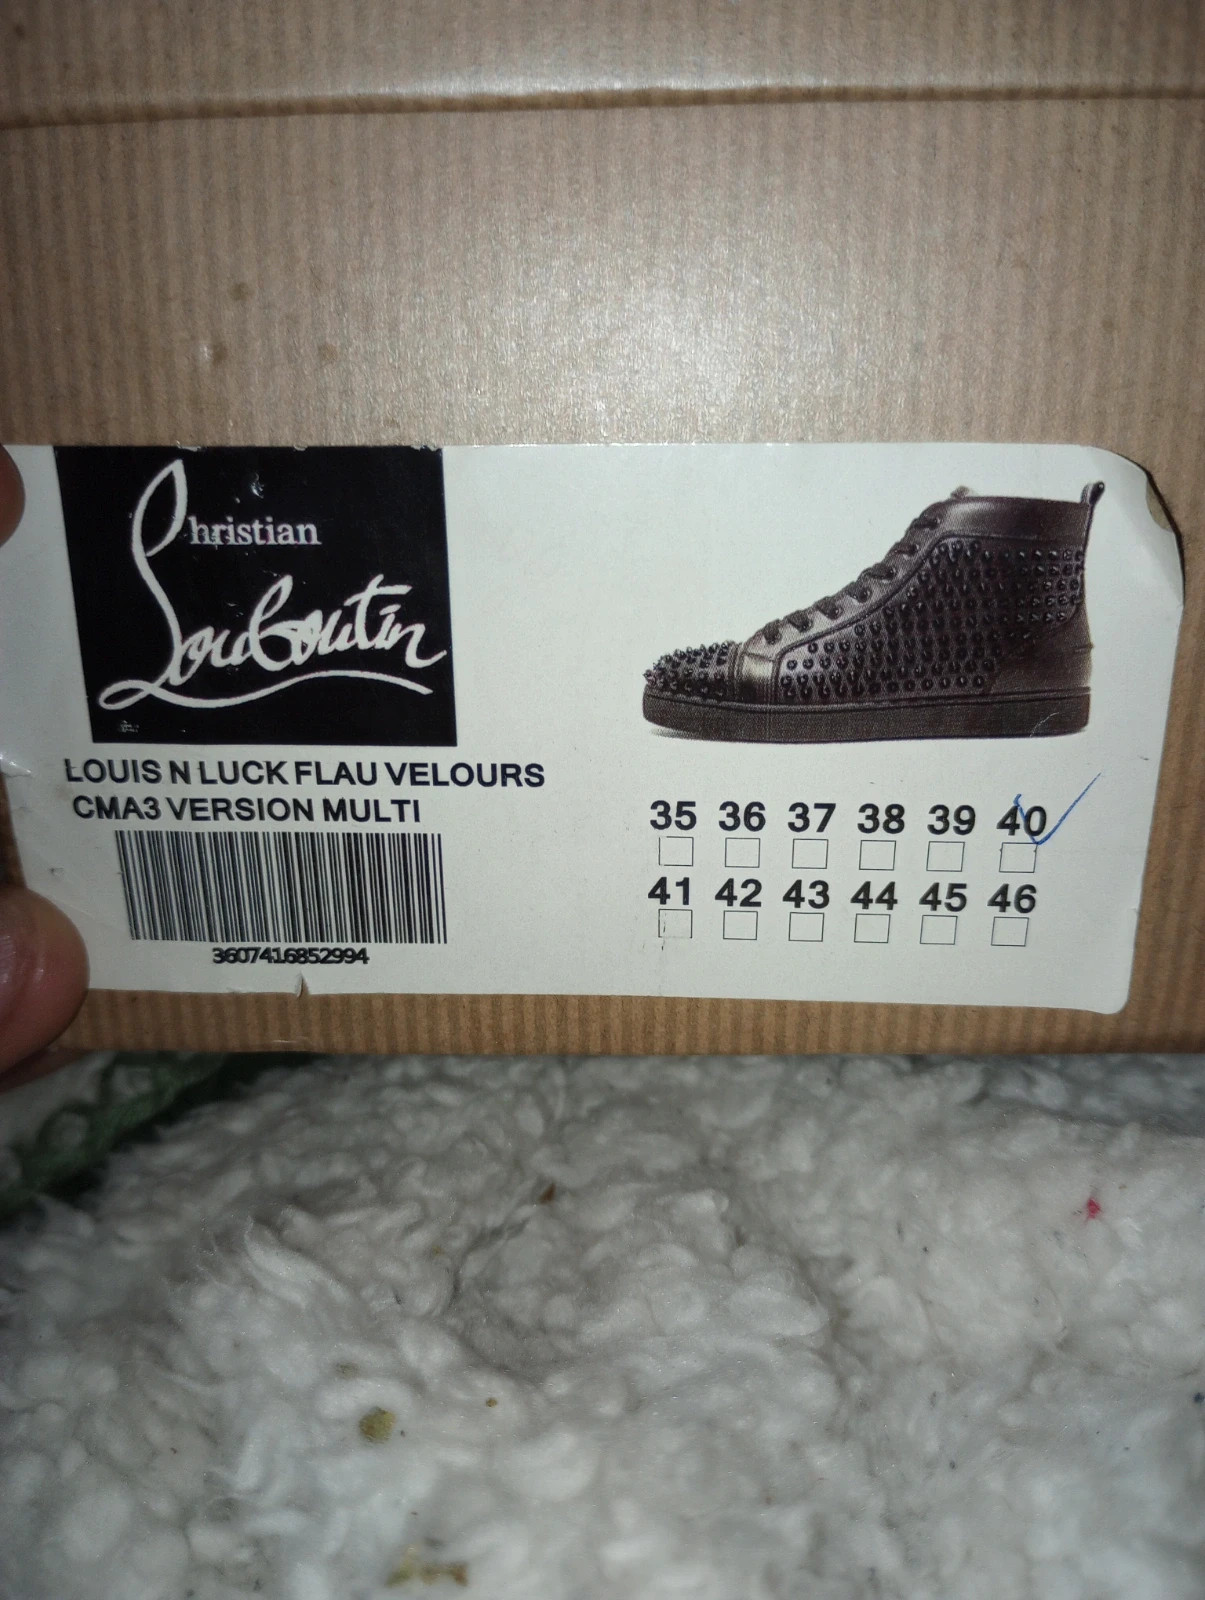 Christian
Louboutin
LOUIS N LUCK FLAU VELOURS
CMA3 VERSION MULTI
3607416852994
35 36 37 38 39 40
41 42 43 44 45 46